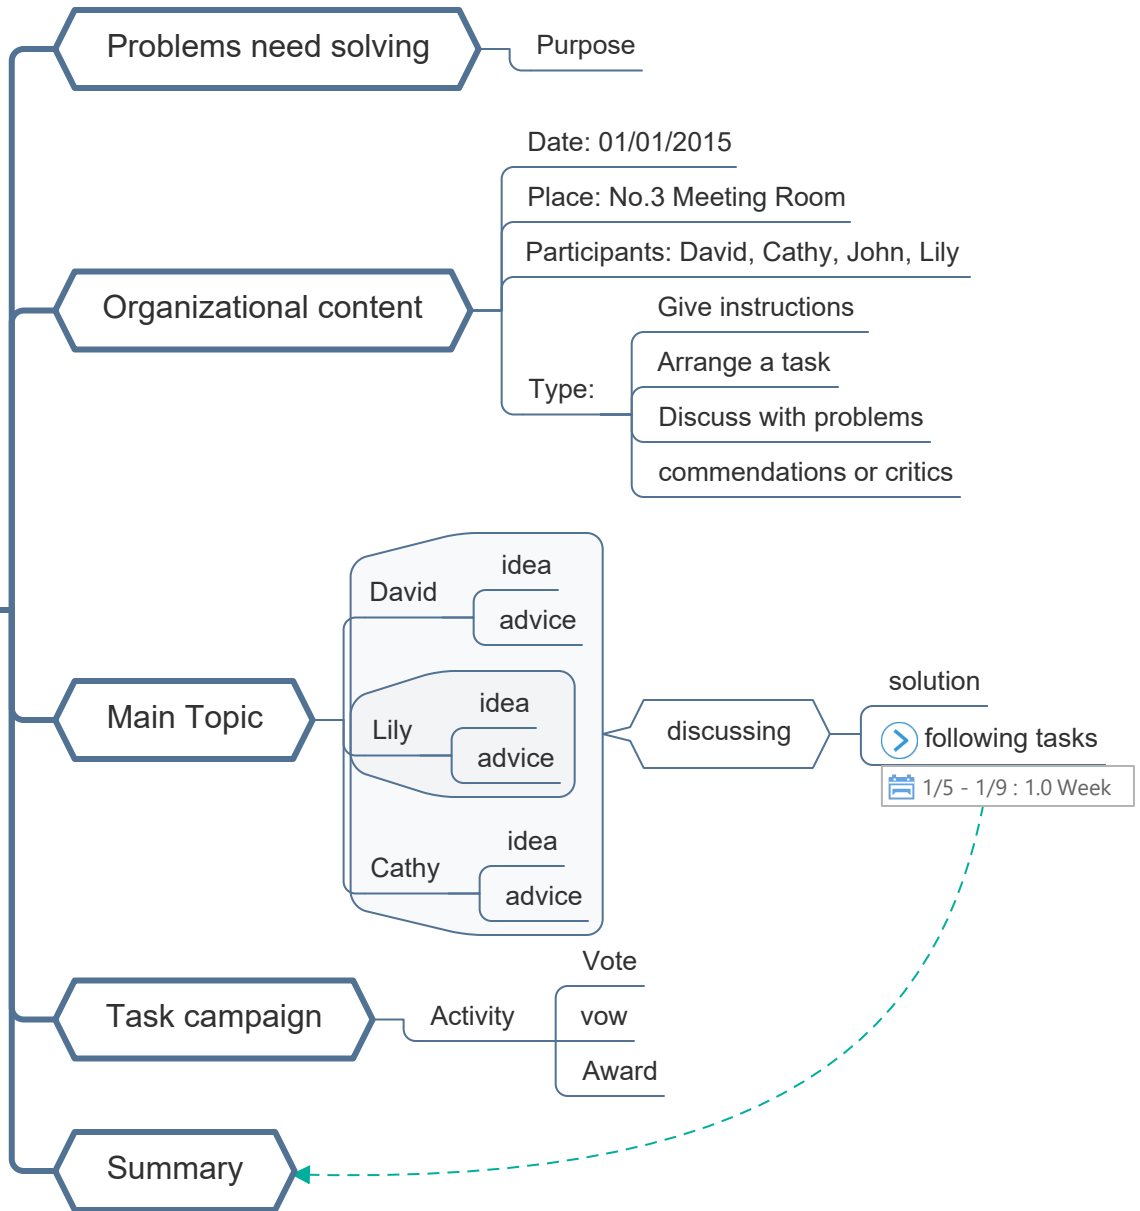 Problems need solving
Purpose
Organizational content
Date: 01/01/2015
Place: No.3 Meeting Room
Participants: David, Cathy, John, Lily
Type:
Give instructions
Arrange a task
Discuss with problems
commendations or critics
Main Topic
David
idea
advice
Lily
idea
advice
Cathy
idea
advice
discussing
solution
following tasks
1/5 - 1/9 : 1.0 Week
Task campaign
Activity
Vote
vow
Award
Summary